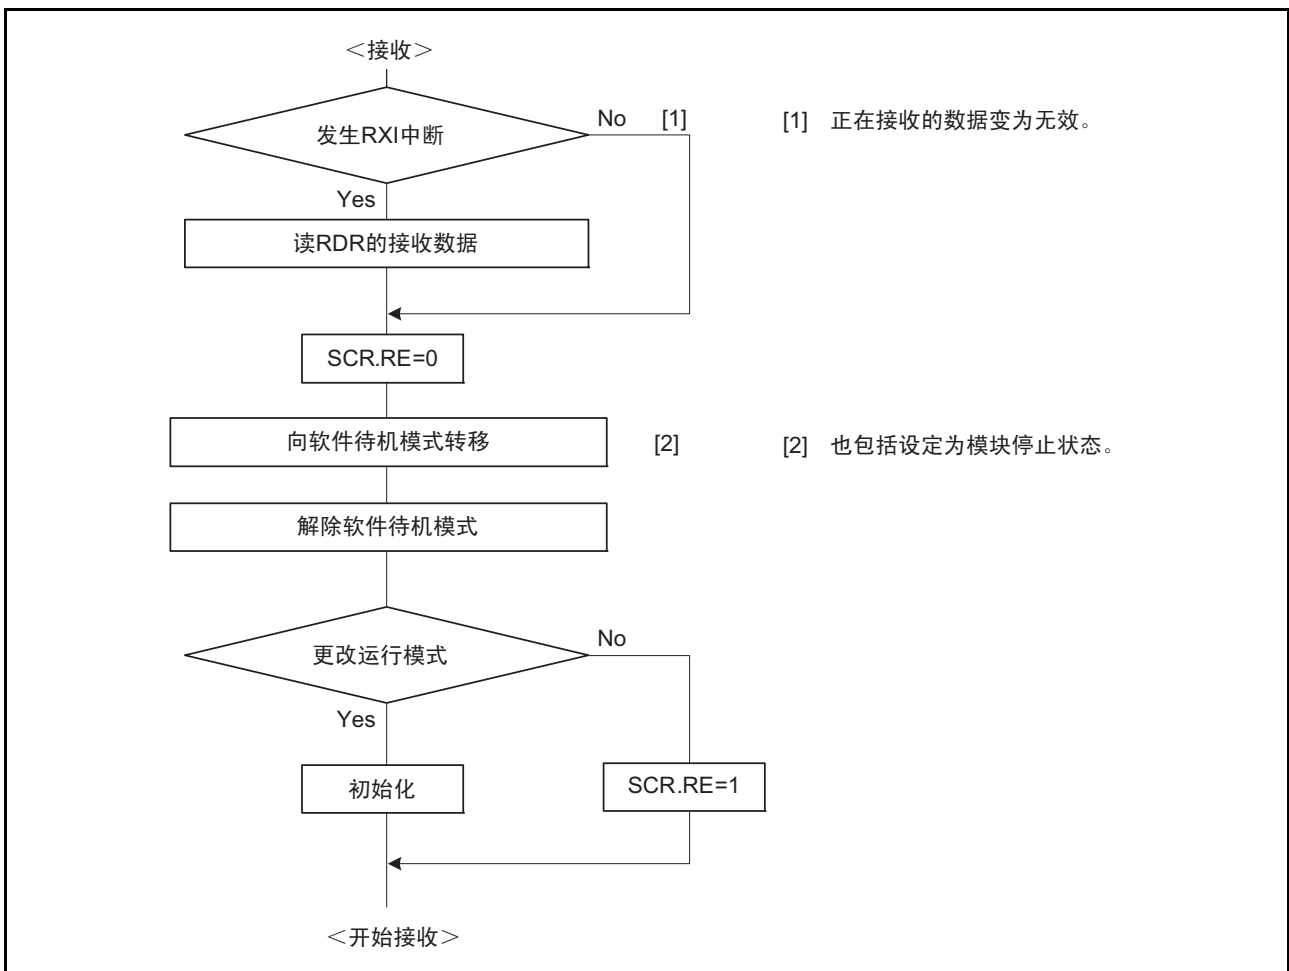 ＜接收＞
发生RXI中断
No [1]
[1] 正在接收的数据变为无效。
Yes
读RDR的接收数据
SCR.RE=0
向软件待机模式转移
[2]
[2] 也包括设定为模块停止状态。
解除软件待机模式
更改运行模式
No
Yes
初始化
SCR.RE=1
＜开始接收＞